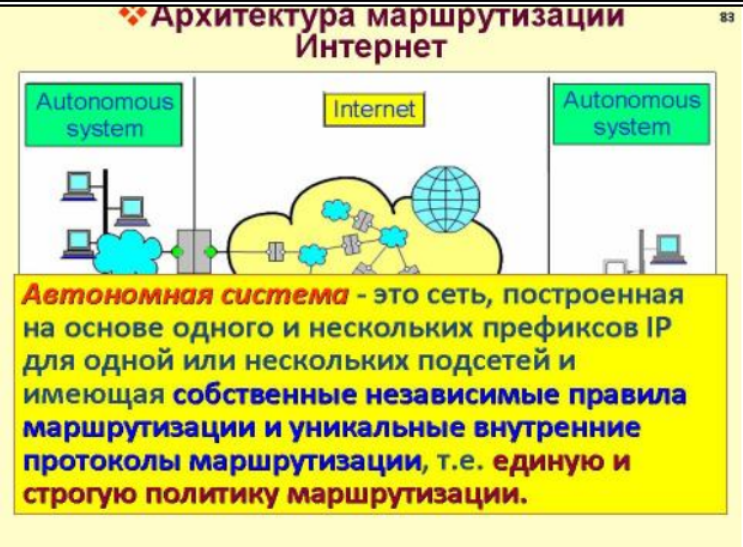 ❖Архитектура маршрутизации
83
Интернет
Autonomous
system
Internet
Autonomous
system
Автономная система - это сеть, построенная
на основе одного и нескольких префиксов IP
для одной или нескольких подсетей и
имеющая собственные независимые правила
маршрутизации и уникальные внутренние
протоколы маршрутизации, т.е. единую и
строгую политику маршрутизации.